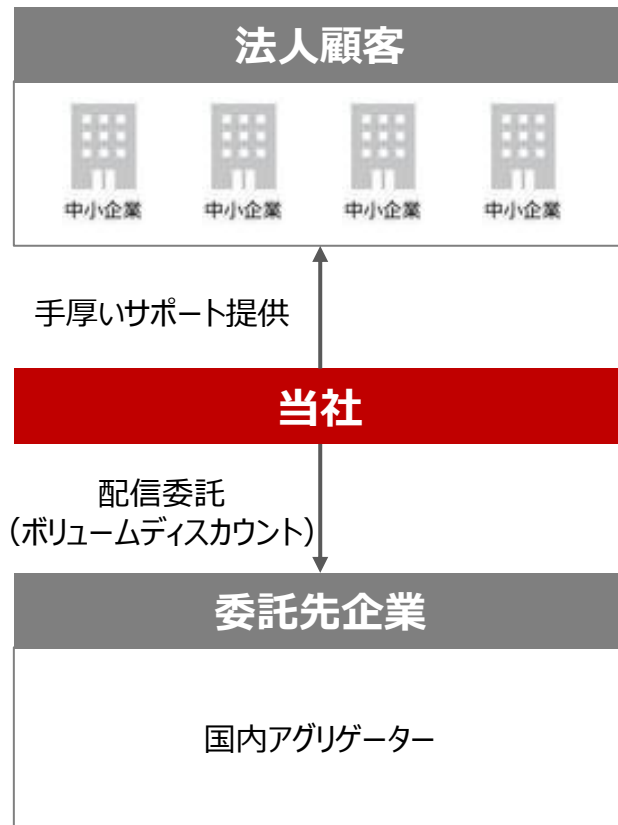 法人顧客
中小企業 中小企業 中小企業 中小企業
手厚いサポート提供
当社
配信委託
（ボリュームディスカウント）
委託先企業
国内アグリゲーター